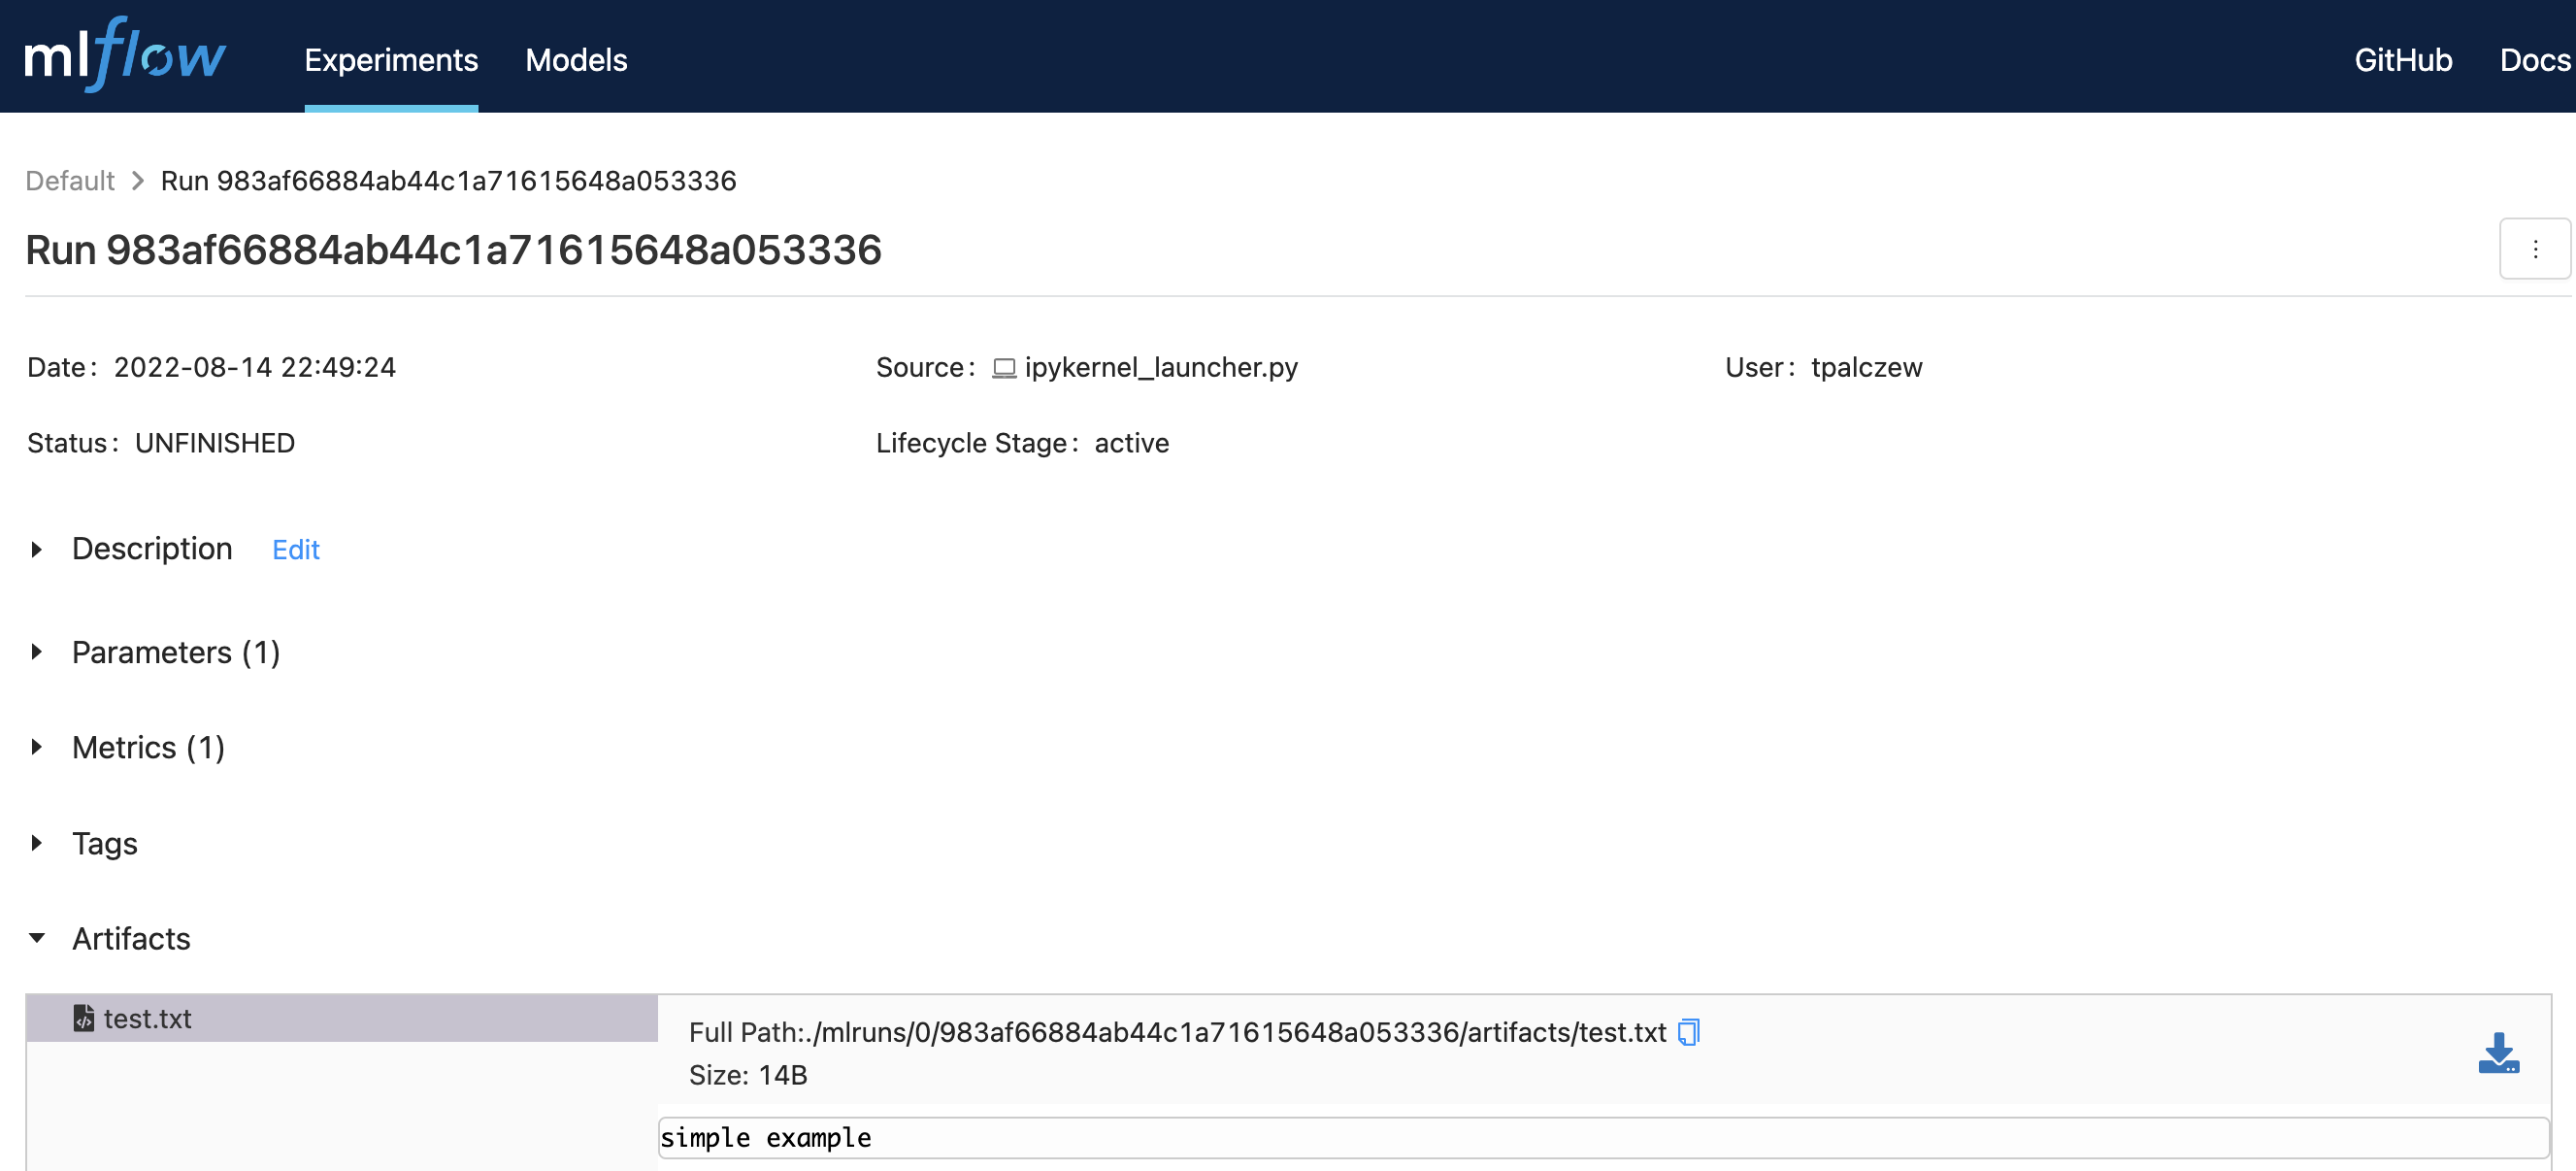 mlflow Experiments Models GitHub Docs
Default > Run 983af66884ab44c1a71615648a053336
Run 983af66884ab44c1a71615648a053336
Date: 2022-08-14 22:49:24 Source: ipykernel_launcher.py User: tpalczew
Status: UNFINISHED Lifecycle Stage: active
Description Edit
Parameters (1)
Metrics (1)
Tags
Artifacts
test.txt
Full Path:./mlruns/0/983af66884ab44c1a71615648a053336/artifacts/test.txt
Size: 14B
simple example